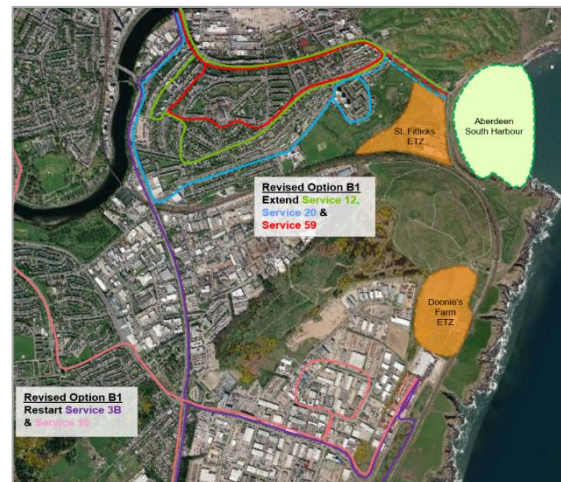 Aberdeen
South Harbour
St. Fitticks
ETZ
Revised Option B1
Extend Service 12,
Service 20 &
Service 59
Doonie's
Farm
ETZ
Revised Option B1
Restart Service 3B
& Service 18